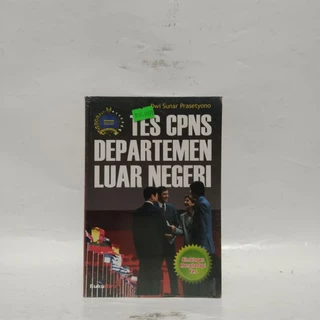 Dwi Sunar Prasetyono
TES CPNS
DEPARTEMEN
LUAR NEGERI